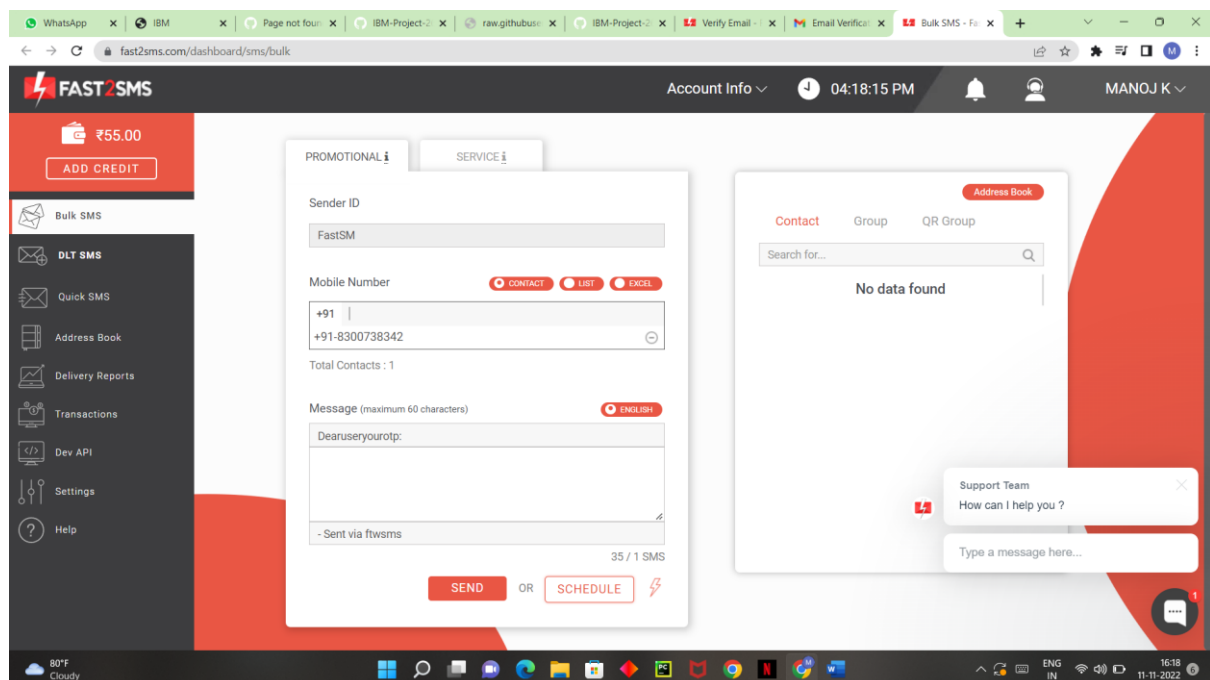 WhatsApp
IBM
Page not foun
IBM-Project-2
raw.githubuse
IBM-Project-2
Verify Email -
Email Verificat
Bulk SMS - Fa
fast2sms.com/dashboard/sms/bulk
M
FAST2SMS
Account Info
04:18:15 PM
MANOJ K
₹55.00
ADD CREDIT
Bulk SMS
DLT SMS
Quick SMS
Address Book
Delivery Reports
Transactions
Dev API
Settings
Help
PROMOTIONAL i
SERVICE i
Sender ID
FastSM
Mobile Number
CONTACT LIST EXCEL
+91
+91-8300738342
Total Contacts : 1
Message (maximum 60 characters)
ENGLISH
Dearuseryourotp:
- Sent via ftwsms
35 / 1 SMS
SEND OR SCHEDULE
Address Book
Contact Group QR Group
Search for...
No data found
Support Team
How can I help you ?
Type a message here...
1
80°F
Cloudy
ENG
IN
16:18
11-11-2022
6